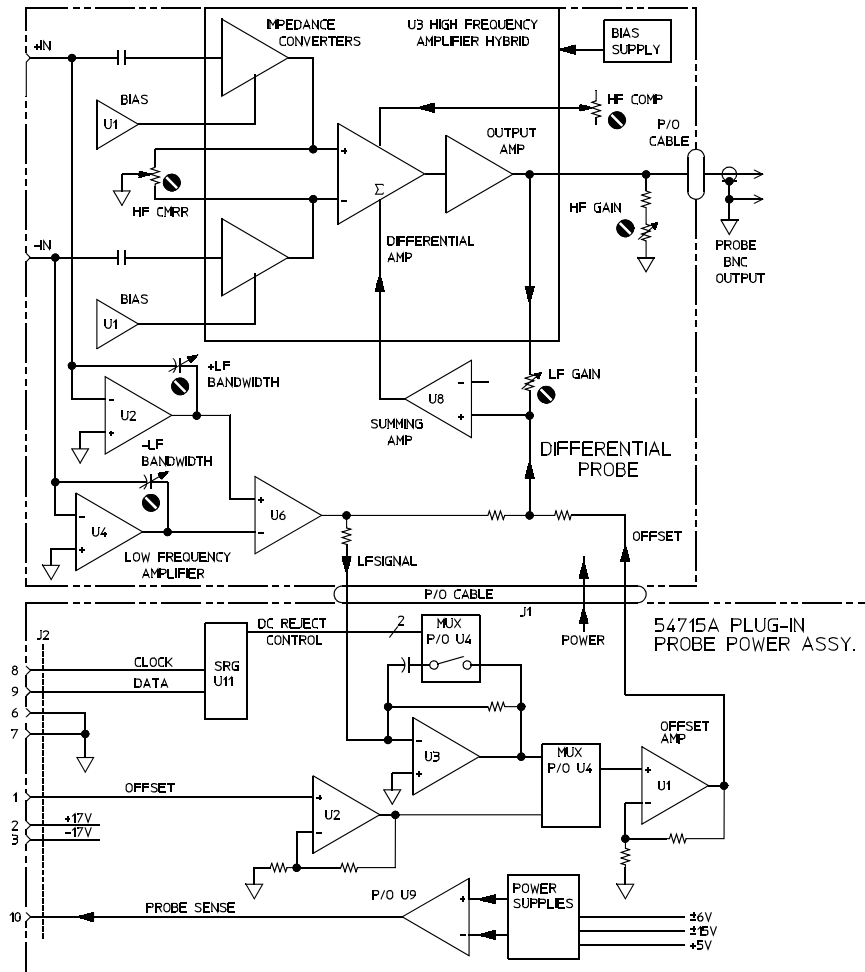 +IN
IMPEDANCE
CONVERTERS
U3 HIGH FREQUENCY
AMPLIFIER HYBRID
BIAS
SUPPLY
BIAS
U1
HF COMP
P/O
CABLE
OUTPUT
AMP
+
−
Σ
HF CMRR
HF GAIN
-IN
DIFFERENTIAL
AMP
PROBE
BNC
OUTPUT
BIAS
U1
+LF
BANDWIDTH
LF GAIN
−
+
U8
SUMMING
AMP
−
+
U2
-LF
BANDWIDTH
DIFFERENTIAL
PROBE
−
+
U4
+
−
U6
LOW FREQUENCY
AMPLIFIER
LFSIGNAL
OFFSET
P/O CABLE
J1
POWER
54715A PLUG-IN
PROBE POWER ASSY.
J2
DC REJECT
CONTROL
2
MUX
P/O U4
8
CLOCK
SRG
U11
9
DATA
6
7
−
+
U3
MUX
P/O U4
OFFSET
AMP
+
−
U1
1
OFFSET
+
−
U2
2
+17V
3
-17V
10
PROBE SENSE
P/O U9
+
−
POWER
SUPPLIES
±6V
±15V
+5V